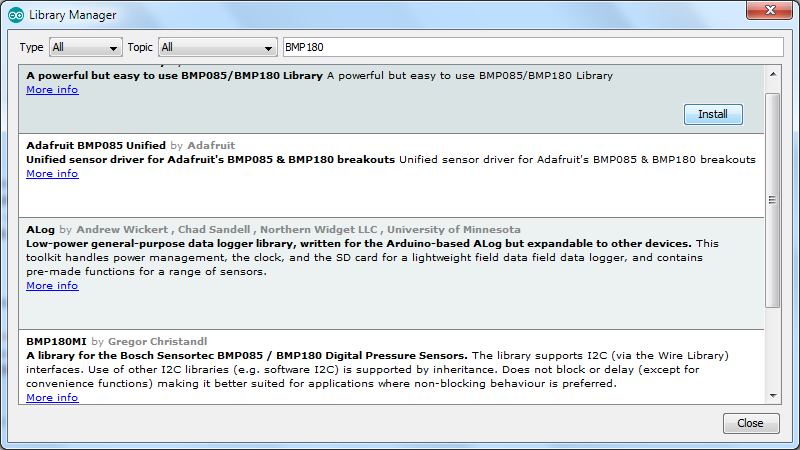 Library Manager
Type All Topic All BMP180
A powerful but easy to use BMP085/BMP180 Library A powerful but easy to use BMP085/BMP180 Library
More info
Install
Adafruit BMP085 Unified by Adafruit
Unified sensor driver for Adafruit's BMP085 & BMP180 breakouts Unified sensor driver for Adafruit's BMP085 & BMP180 breakouts
More info
ALog by Andrew Wickert , Chad Sandell , Northern Widget LLC , University of Minnesota
Low-power general-purpose data logger library, written for the Arduino-based ALog but expandable to other devices. This
toolkit handles power management, the clock, and the SD card for a lightweight field data field data logger, and contains
pre-made functions for a range of sensors.
More info
BMP180MI by Gregor Christandl
A library for the Bosch Sensortec BMP085 / BMP180 Digital Pressure Sensors. The library supports I2C (via the Wire Library)
interfaces. Use of other I2C libraries (e.g. software I2C) is supported by inheritance. Does not block or delay (except for
convenience functions) making it better suited for applications where non-blocking behaviour is preferred.
More info
Close